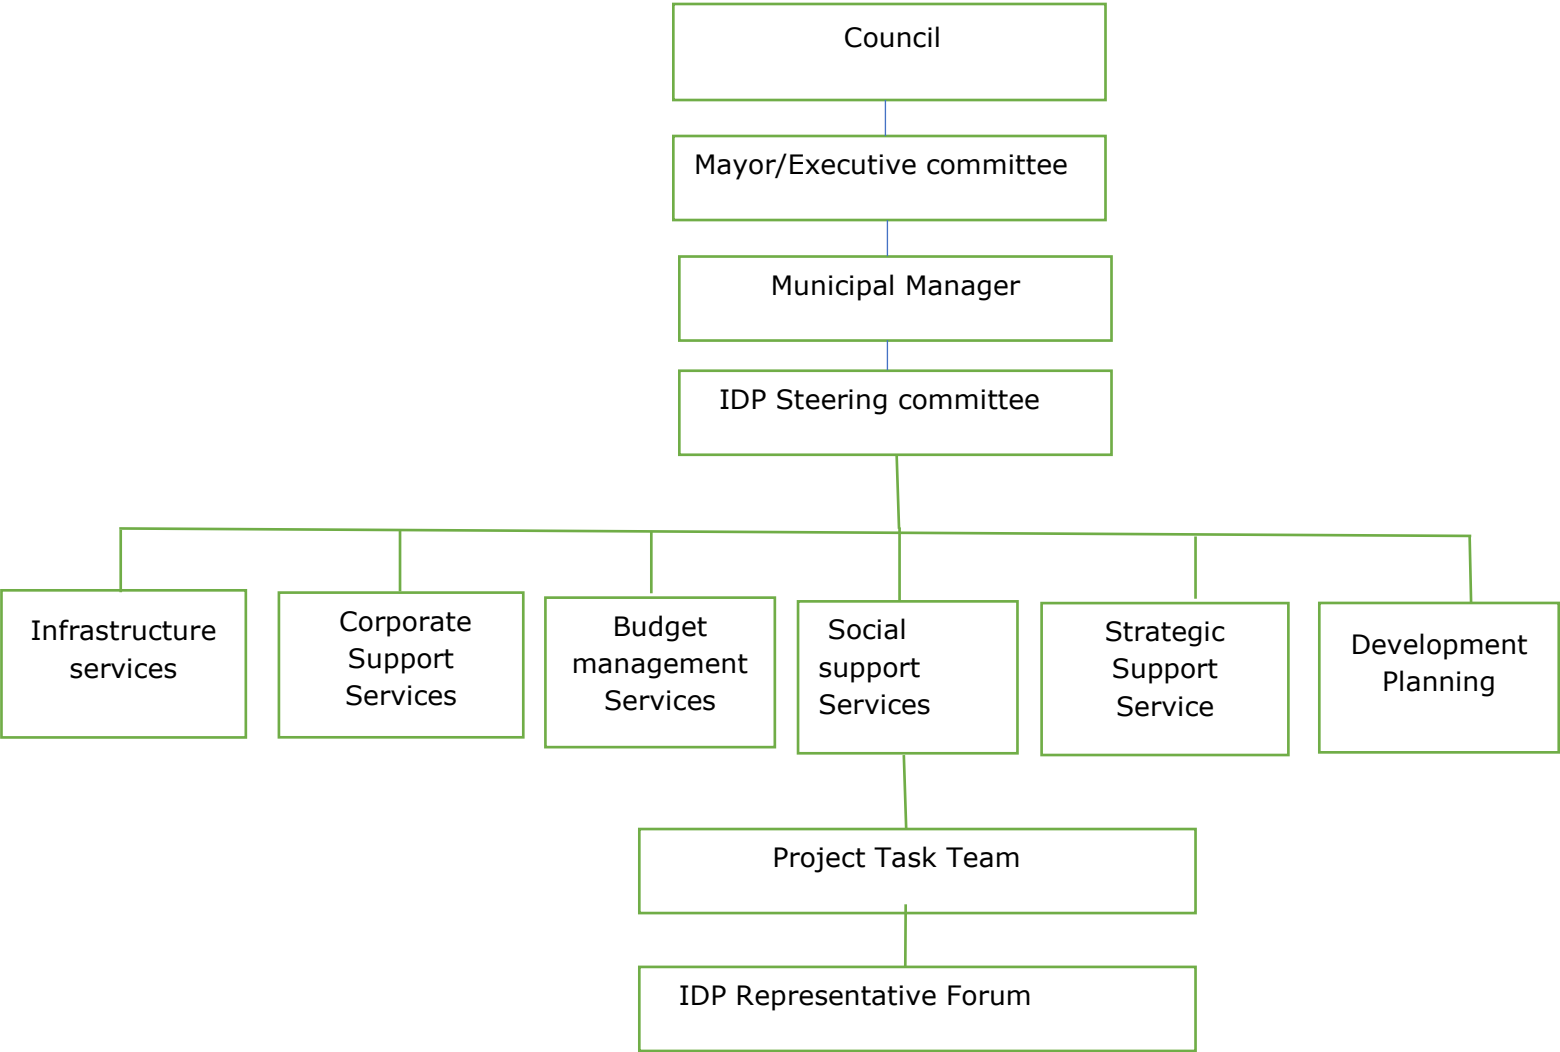 Council
Mayor/Executive committee
Municipal Manager
IDP Steering committee
Infrastructure
services
Corporate
Support
Services
Budget
management
Services
Social
support
Services
Strategic
Support
Service
Development
Planning
Project Task Team
IDP Representative Forum